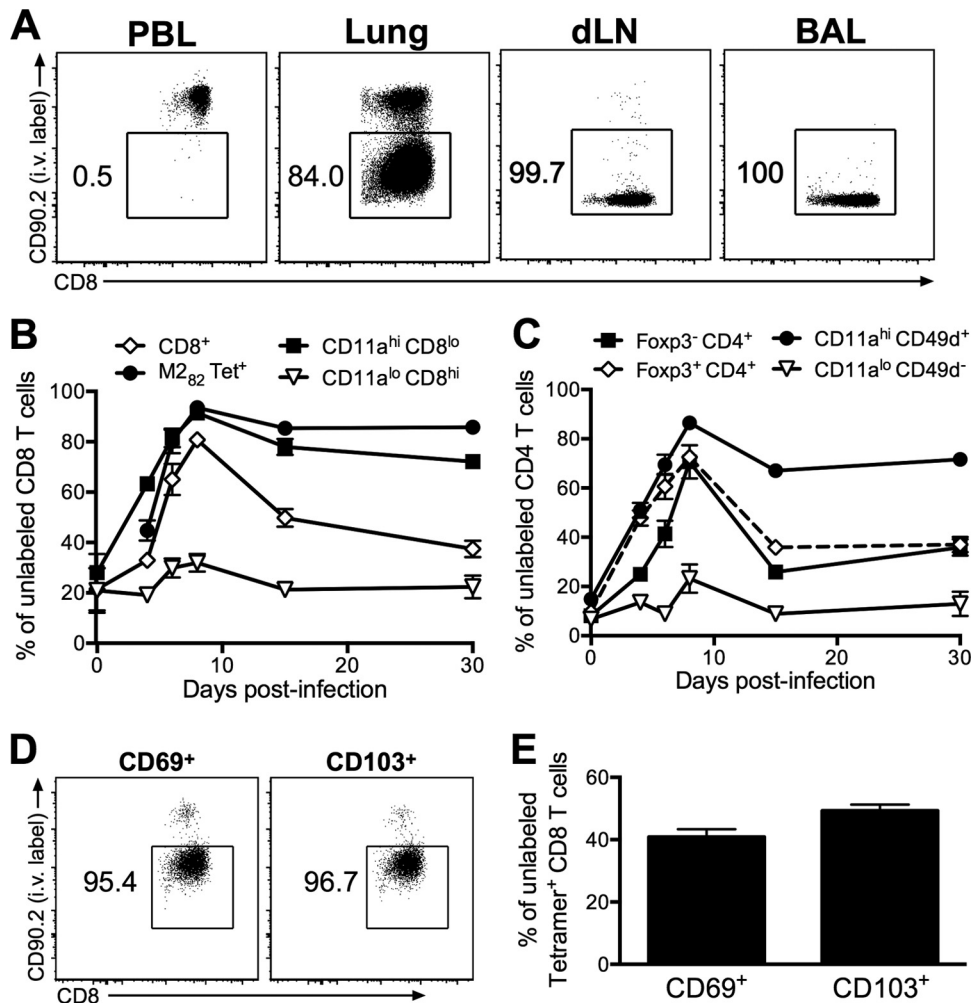 A
PBL Lung dLN BAL
CD90.2 (i.v. label)
0.5 84.0 99.7 100
CD8
B
CD8⁺ CD11aʰⁱ CD8ˡᵒ
M2₈₂ Tet⁺ CD11aˡᵒ CD8ʰⁱ
% of unlabeled CD8 T cells
100
80
60
40
20
0
0 10 20 30
Days post-infection
C
Foxp3⁻ CD4⁺ CD11aʰⁱ CD49d⁺
Foxp3⁺ CD4⁺ CD11aˡᵒ CD49d⁻
% of unlabeled CD4 T cells
100
80
60
40
20
0
0 10 20 30
Days post-infection
D
CD69⁺ CD103⁺
CD90.2 (i.v. label)
95.4 96.7
CD8
E
% of unlabeled
Tetramer⁺ CD8 T cells
60
40
20
0
CD69⁺ CD103⁺